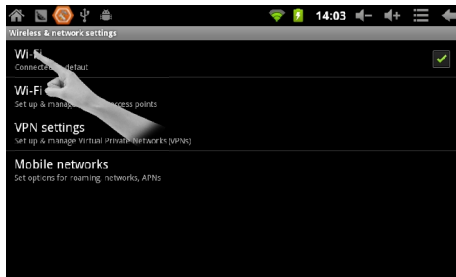 14:03
Wireless & network settings
Wi-Fi
Connected defaut
Wi-Fi
Set up & manage access points
VPN settings
Set up & manage Virtual Private Networks (VPNs)
Mobile networks
Set options for roaming, networks, APNs